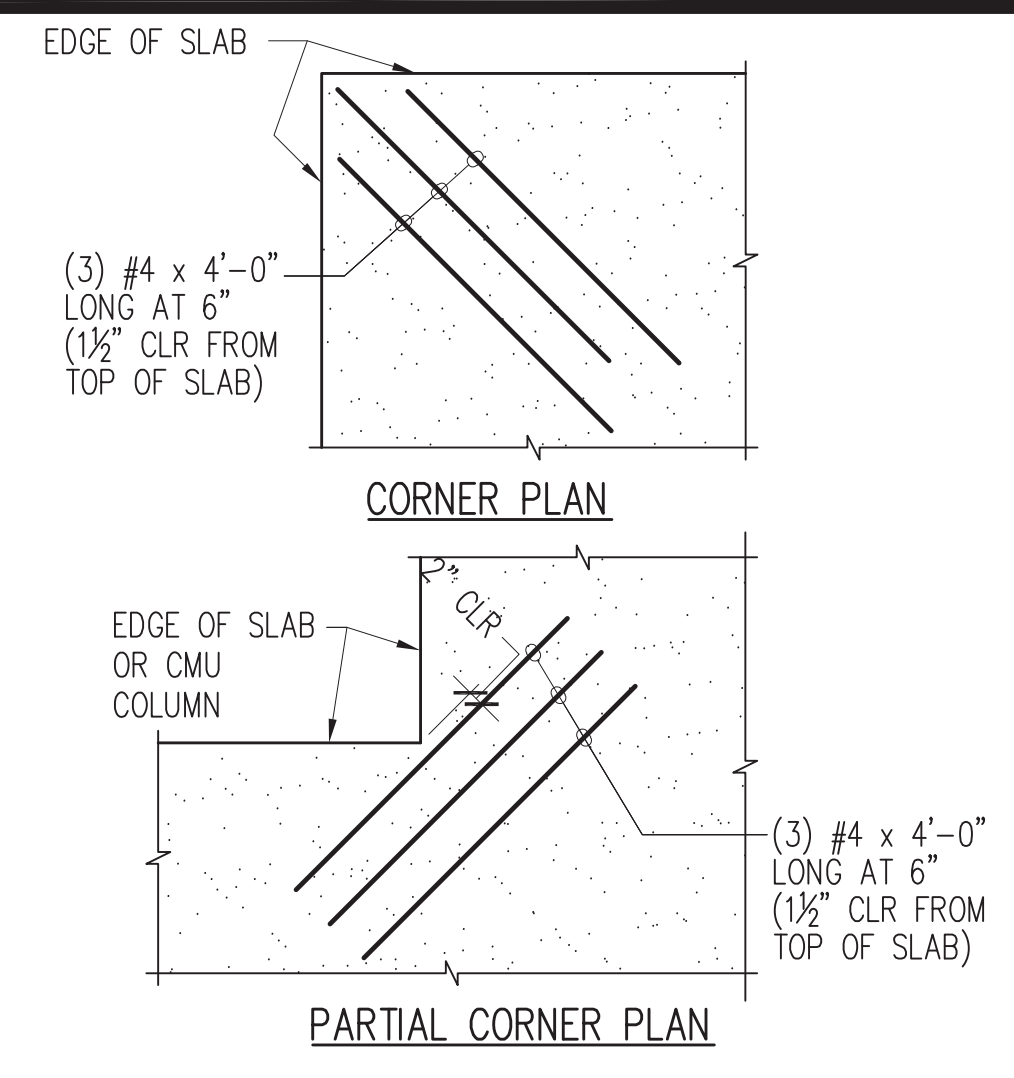 EDGE OF SLAB
(3) #4 x 4'-0"
LONG AT 6"
(1½" CLR FROM
TOP OF SLAB)
CORNER PLAN
2" CLR
EDGE OF SLAB
OR CMU
COLUMN
(3) #4 x 4'-0"
LONG AT 6"
(1½" CLR FROM
TOP OF SLAB)
PARTIAL CORNER PLAN